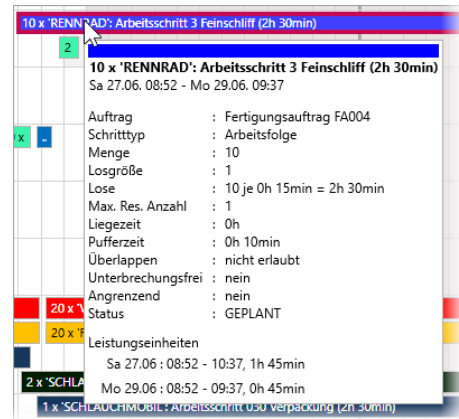 10 x 'RENNRAD': Arbeitsschritt 3 Feinschliff (2h 30min)
2
10 x 'RENNRAD': Arbeitsschritt 3 Feinschliff (2h 30min)
Sa 27.06. 08:52 - Mo 29.06. 09:37
Auftrag : Fertigungsauftrag FA004
Schritttyp : Arbeitsfolge
x
Menge : 10
Losgröße : 1
Lose : 10 je 0h 15min = 2h 30min
Max. Res. Anzahl : 1
Liegezeit : 0h
Pufferzeit : 0h 10min
Überlappen : nicht erlaubt
Unterbrechungsfrei : nein
Angrenzend : nein
20 x
Status : GEPLANT
20 x 'F
Leistungseinheiten
Sa 27.06 : 08:52 - 10:37, 1h 45min
2 x 'SCHLA
Mo 29.06 : 08:52 - 09:37, 0h 45min
1 x 'SCHLAUCHMOBIL': Arbeitsschritt 030 Verpackung (2h 30min)